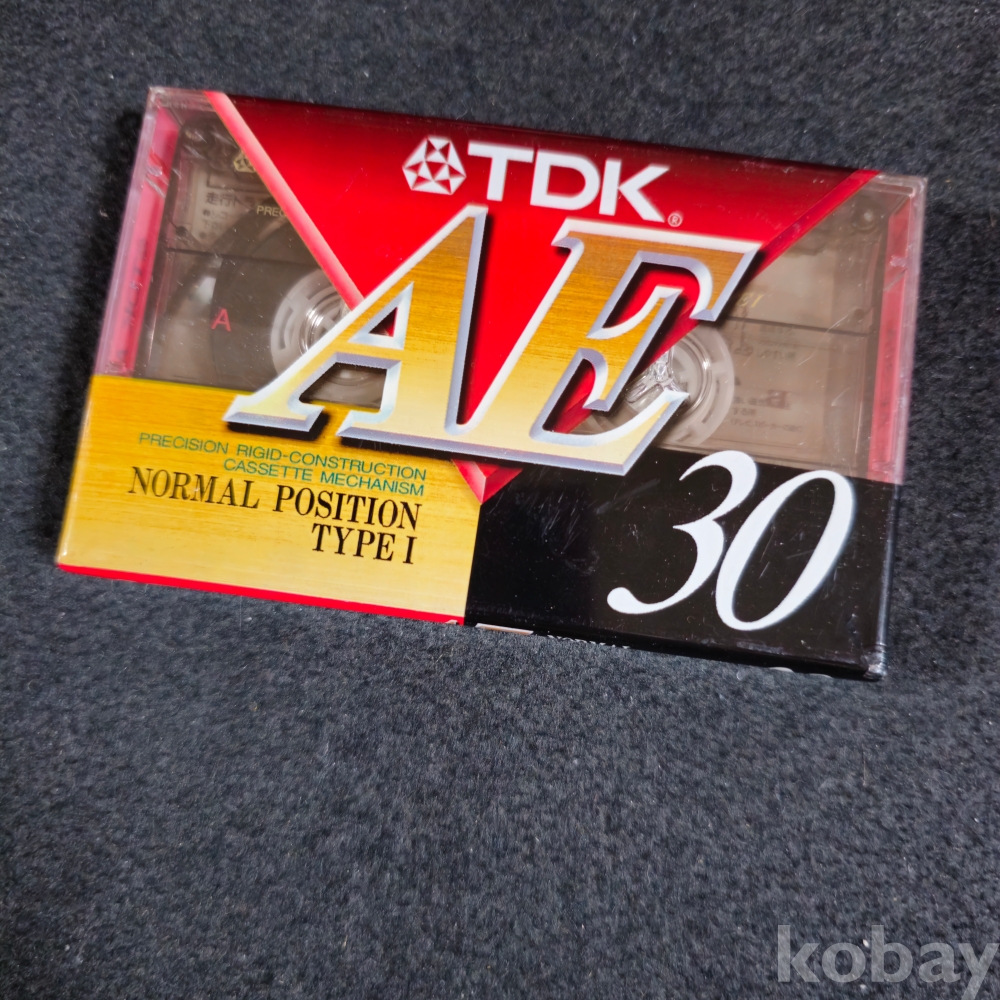 TDK®
AE
A
PRECISION RIGID-CONSTRUCTION
CASSETTE MECHANISM
NORMAL POSITION
TYPE I
30
kobay